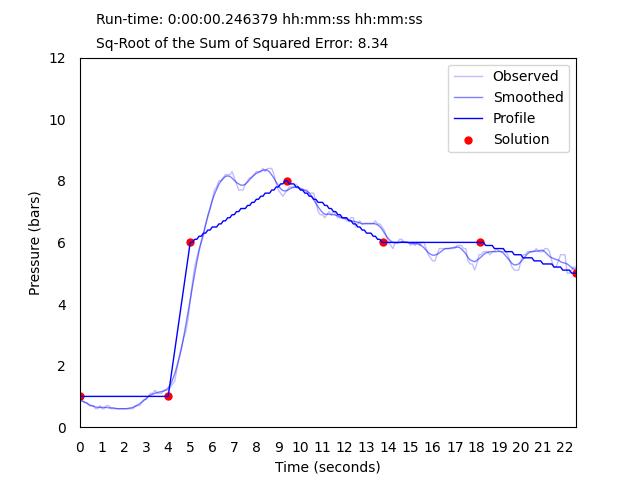 Run-time: 0:00:00.246379 hh:mm:ss hh:mm:ss
Sq-Root of the Sum of Squared Error: 8.34
12
10
8
6
4
2
0
Pressure (bars)
Observed
Smoothed
Profile
Solution
0 1 2 3 4 5 6 7 8 9 10 11 12 13 14 15 16 17 18 19 20 21 22
Time (seconds)